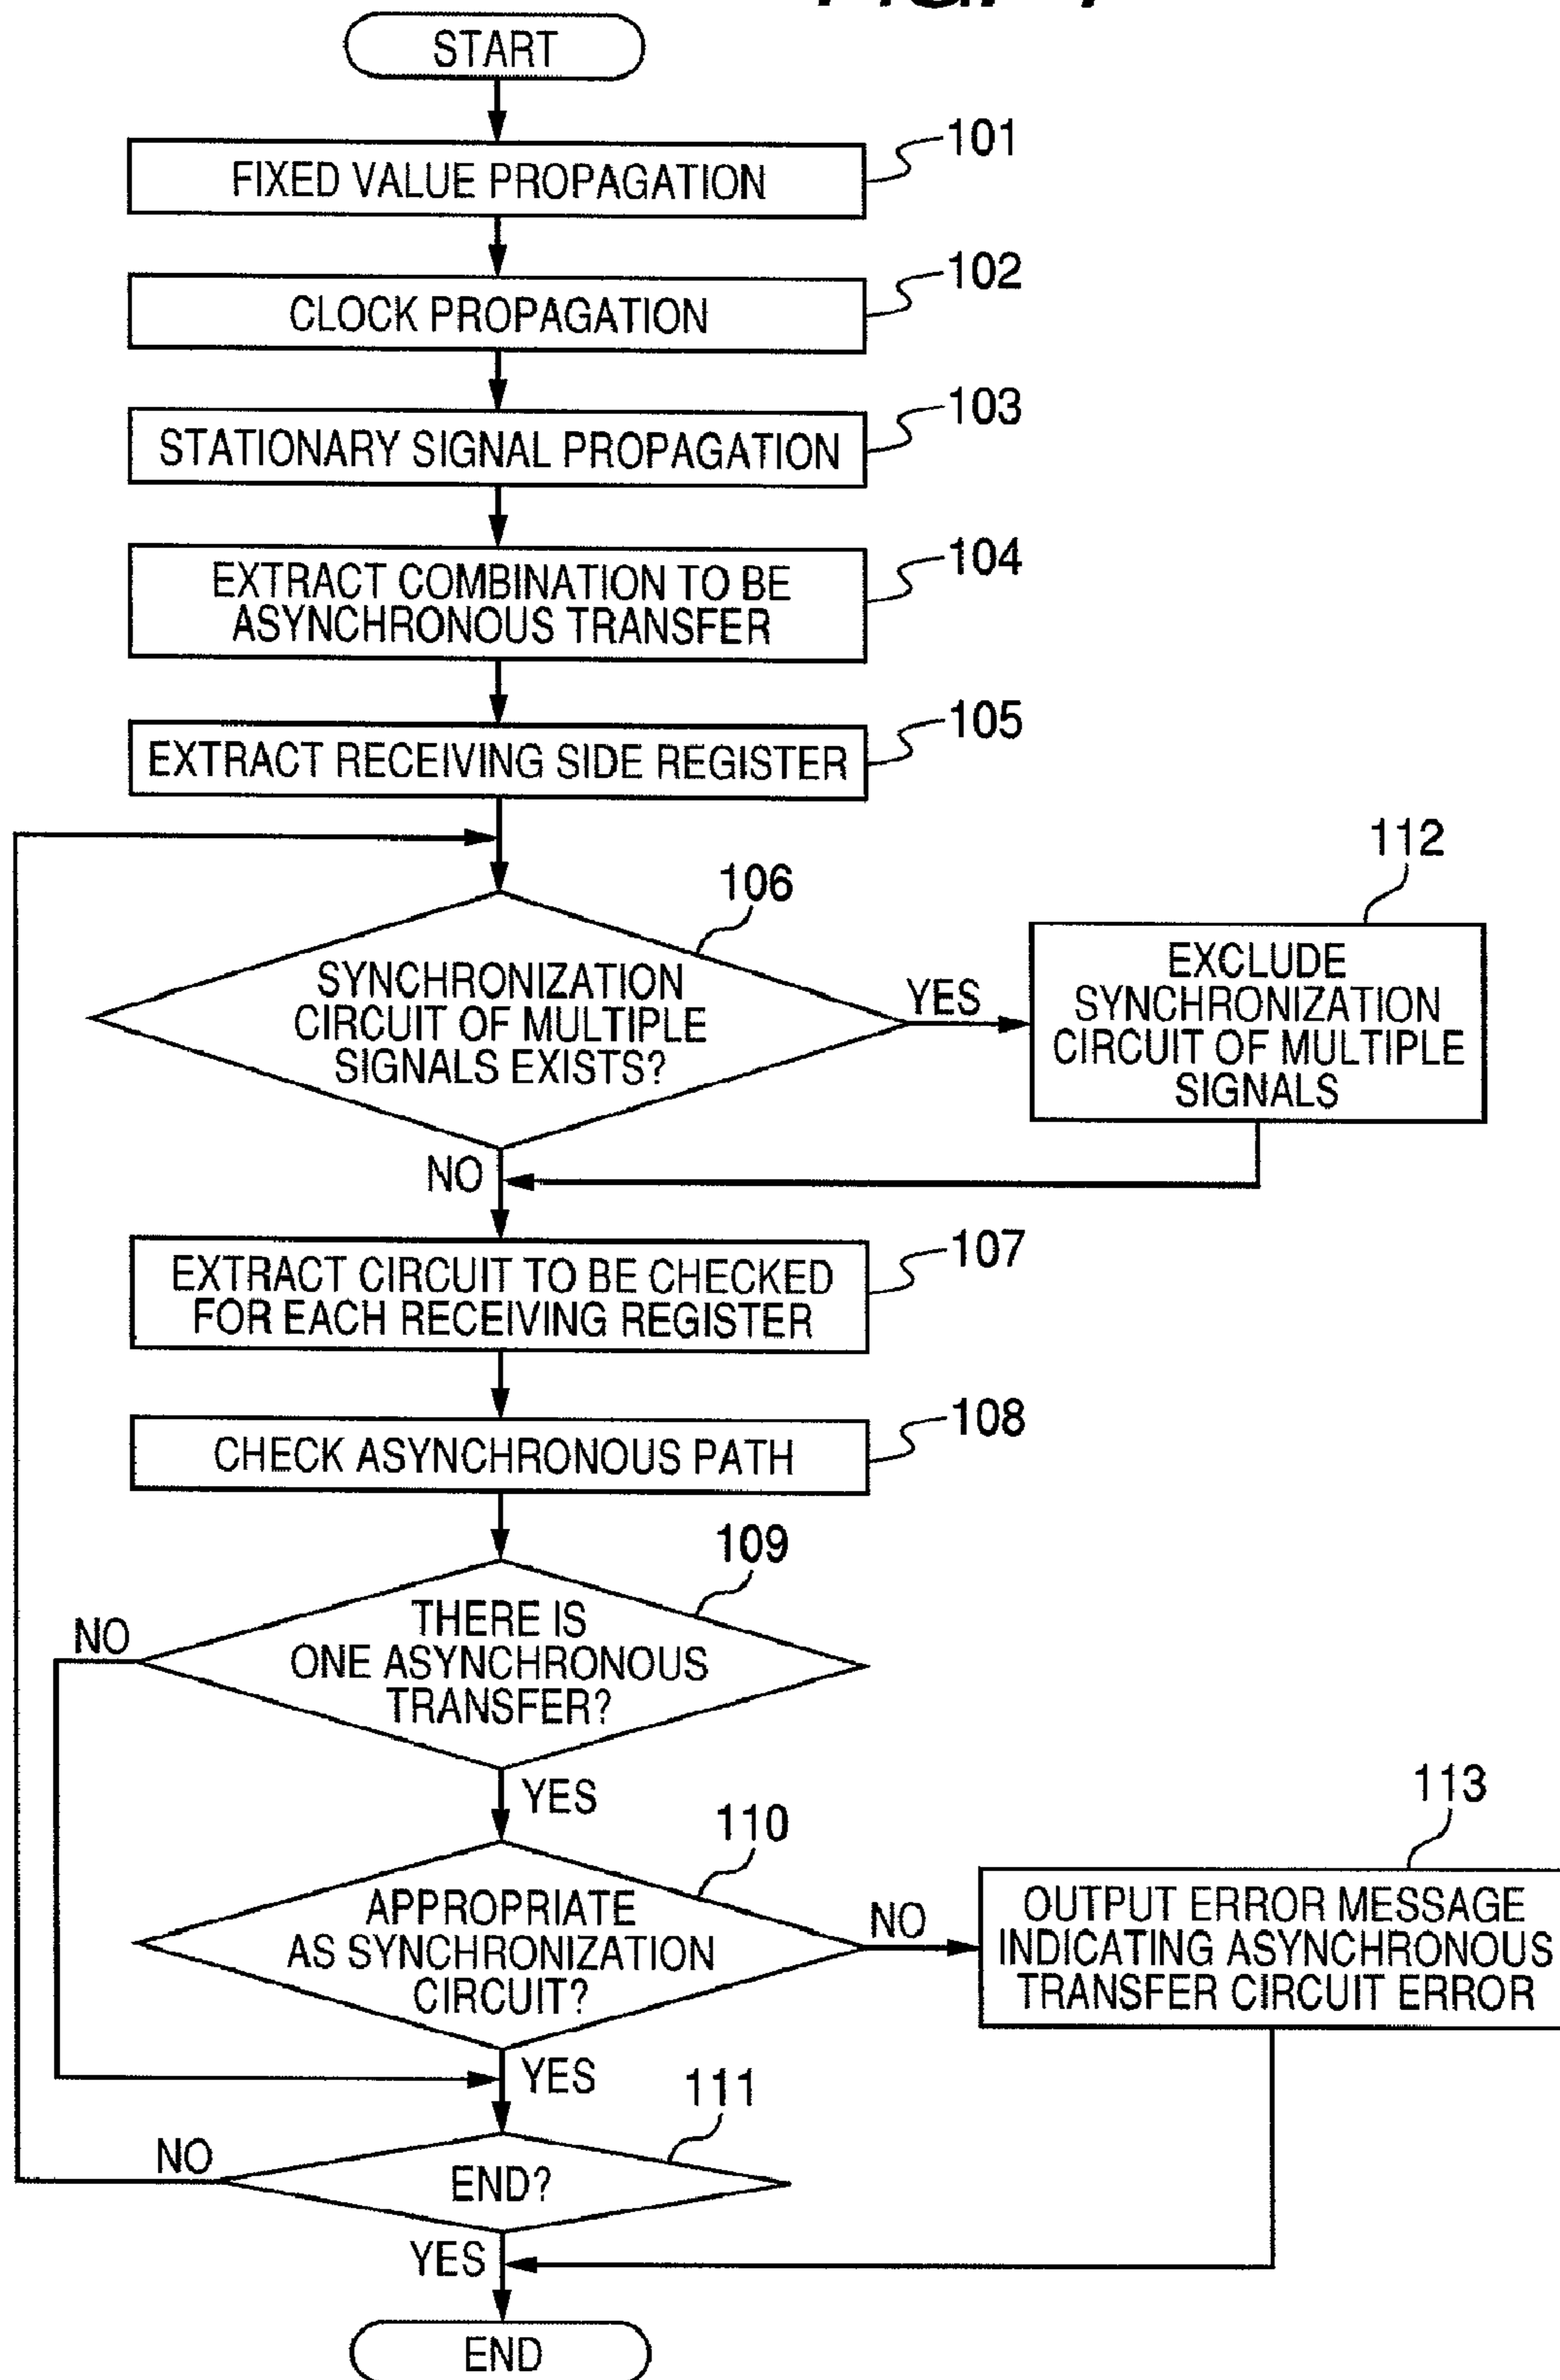 START
FIXED VALUE PROPAGATION
101
CLOCK PROPAGATION
102
STATIONARY SIGNAL PROPAGATION
103
EXTRACT COMBINATION TO BE
ASYNCHRONOUS TRANSFER
104
EXTRACT RECEIVING SIDE REGISTER
105
106
SYNCHRONIZATION
CIRCUIT OF MULTIPLE
SIGNALS EXISTS?
YES
112
EXCLUDE
SYNCHRONIZATION
CIRCUIT OF MULTIPLE
SIGNALS
NO
EXTRACT CIRCUIT TO BE CHECKED
FOR EACH RECEIVING REGISTER
107
CHECK ASYNCHRONOUS PATH
108
109
THERE IS
ONE ASYNCHRONOUS
TRANSFER?
NO
YES
110
APPROPRIATE
AS SYNCHRONIZATION
CIRCUIT?
NO
113
OUTPUT ERROR MESSAGE
INDICATING ASYNCHRONOUS
TRANSFER CIRCUIT ERROR
YES
111
END?
NO
YES
END